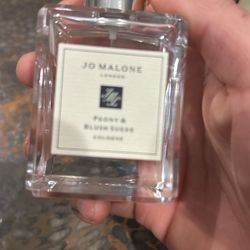 JO MALONE
LONDON
PEONY &
BLUSH SUEDE
COLOGNE